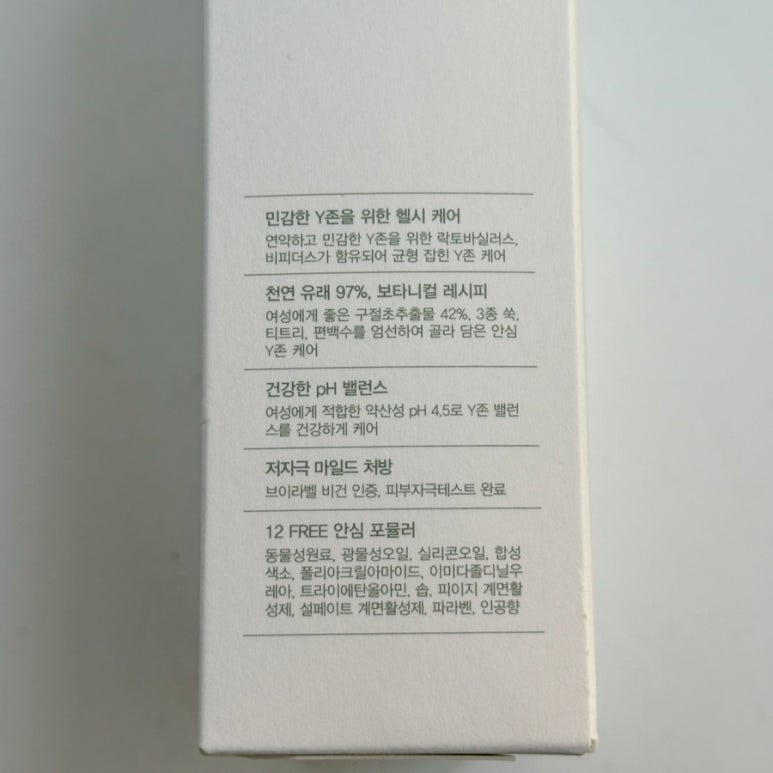 민감한 Y존을 위한 헬시 케어
연약하고 민감한 Y존을 위한 락토바실러스,
비피더스가 함유되어 균형 잡힌 Y존 케어
천연 유래 97%, 보타니컬 레시피
여성에게 좋은 구절초추출물 42%, 3종 쑥,
티트리, 편백수를 엄선하여 골라 담은 안심
Y존 케어
건강한 pH 밸런스
여성에게 적합한 약산성 pH 4.5로 Y존 밸런
스를 건강하게 케어
저자극 마일드 처방
브이라벨 비건 인증, 피부자극테스트 완료
12 FREE 안심 포뮬러
동물성원료, 광물성오일, 실리콘오일, 합성
색소, 폴리아크릴아마이드, 이미다졸디닐우
레아, 트라이에탄올아민, 솝, 피이지 계면활
성제, 설페이트 계면활성제, 파라벤, 인공향